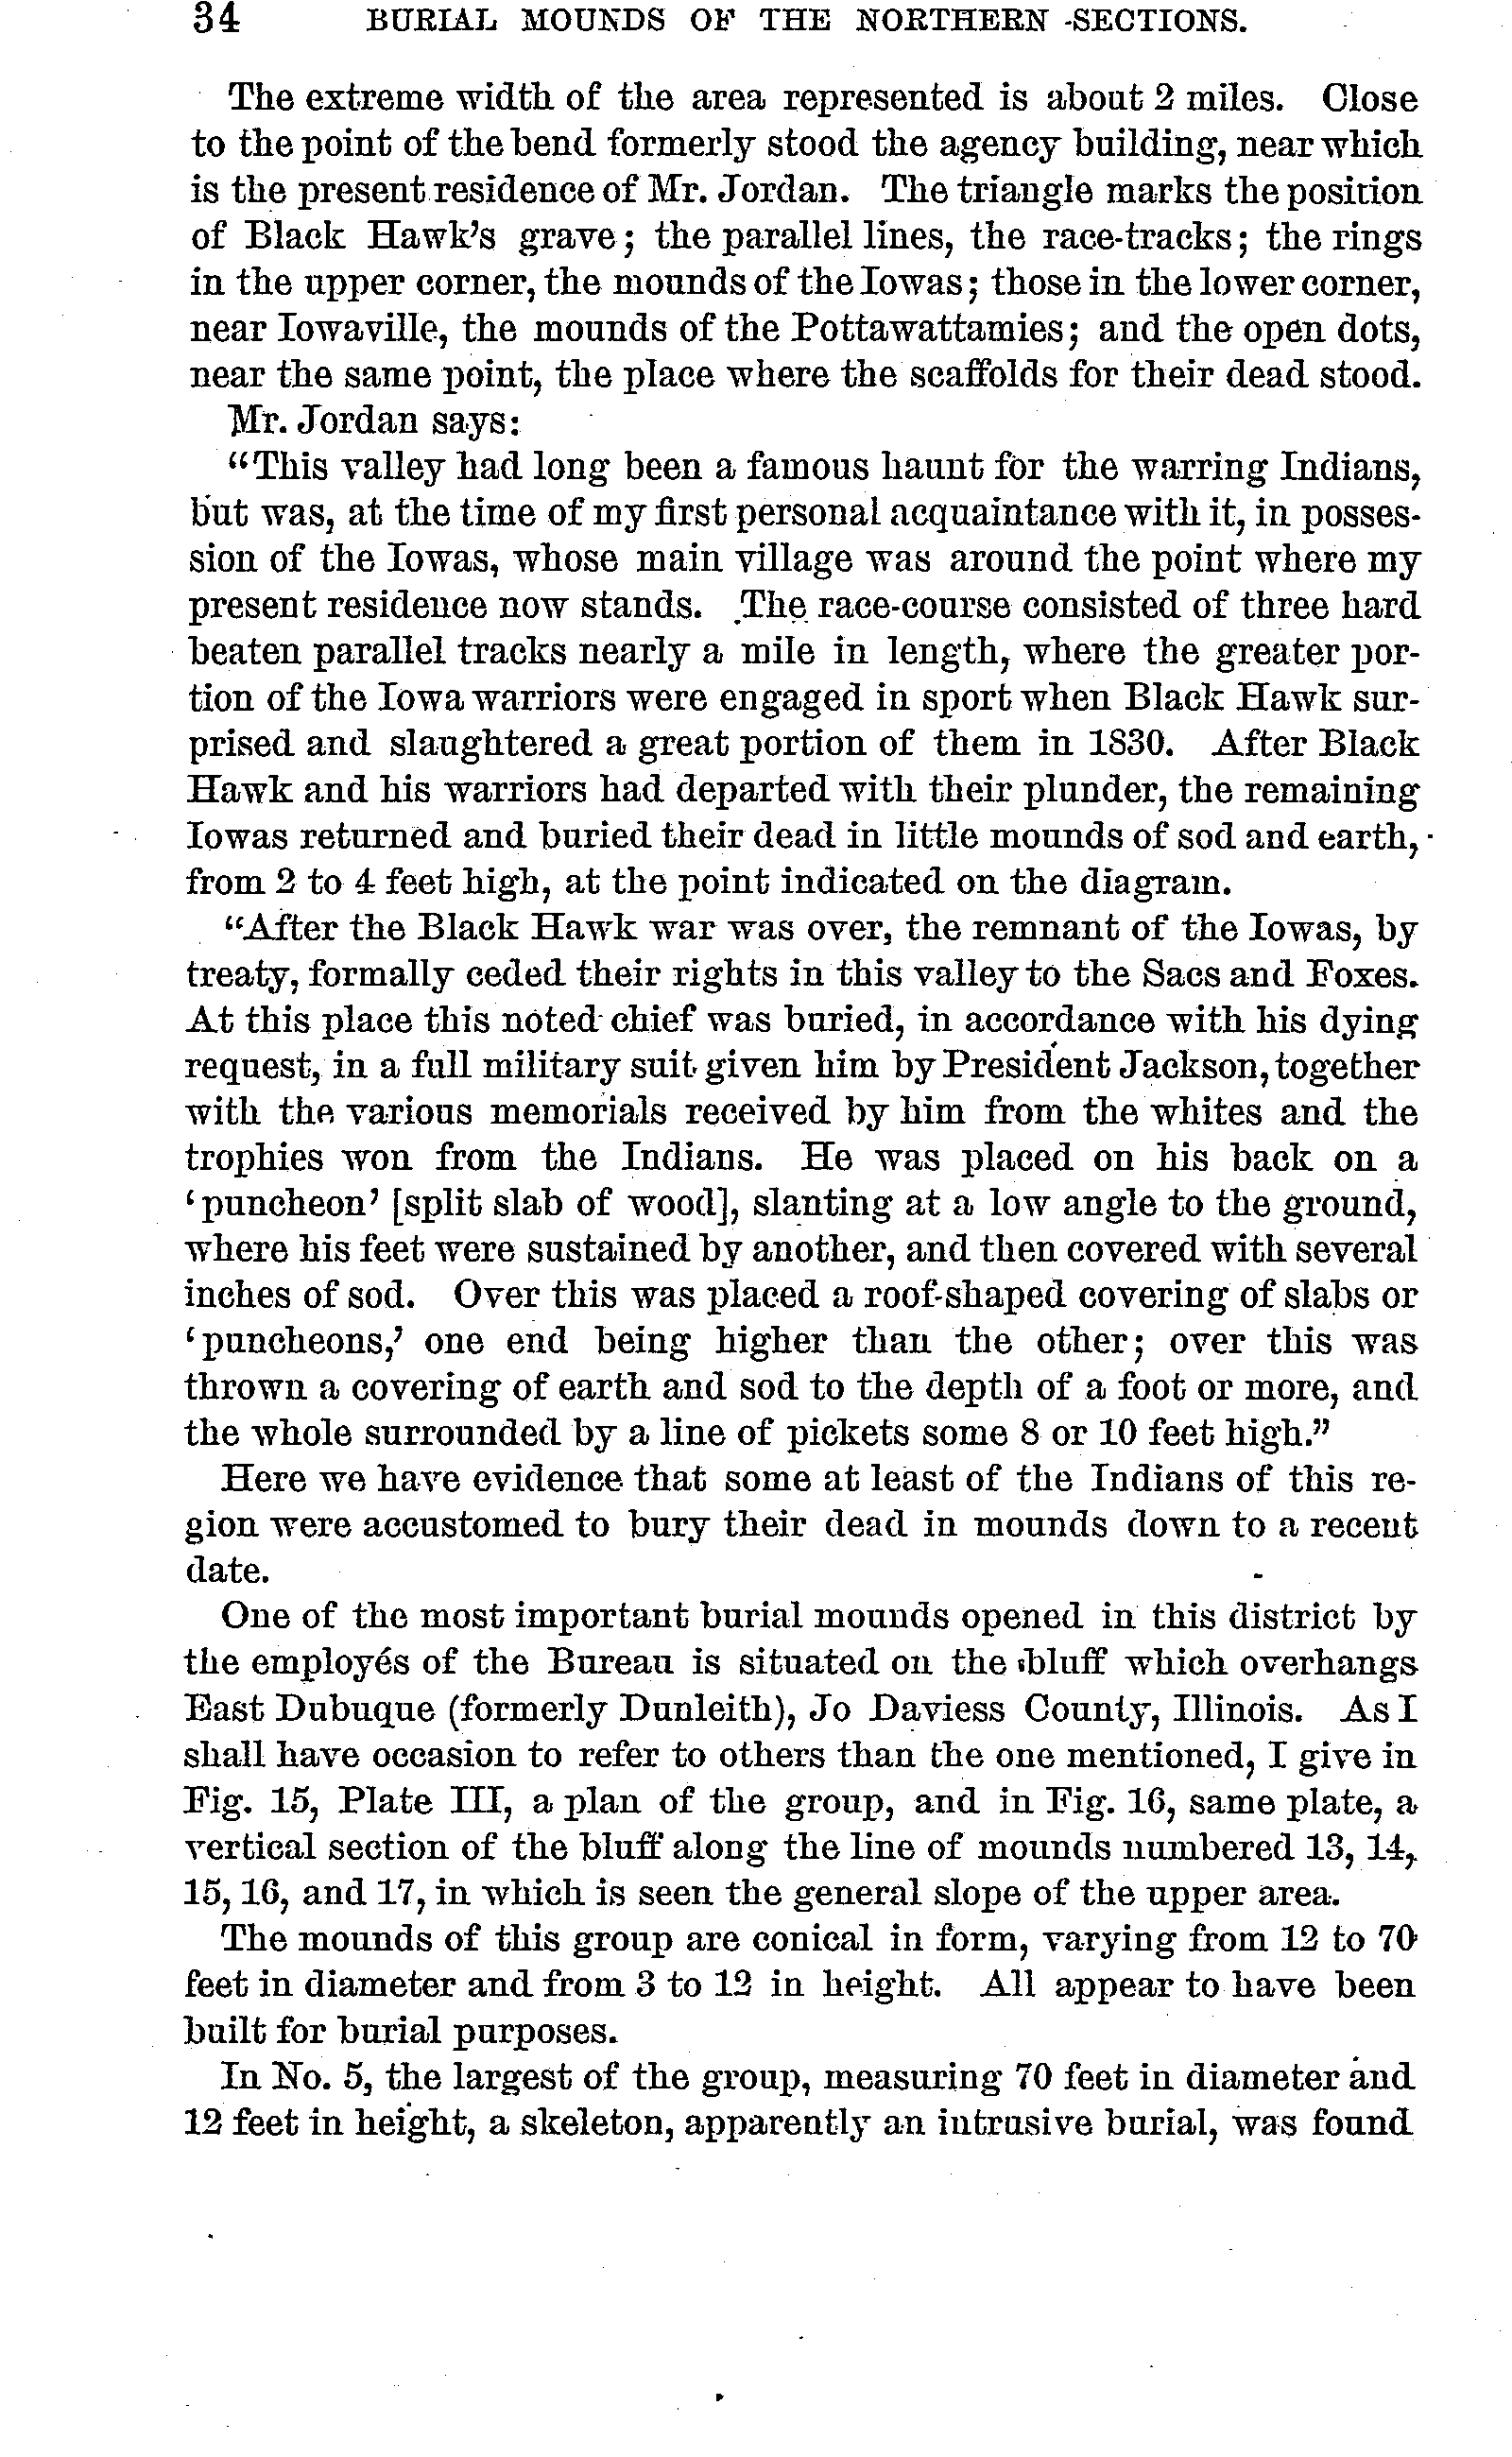 34 BURIAL MOUNDS OF THE NORTHERN SECTIONS.
The extreme width of the area represented is about 2 miles. Close
to the point of the bend formerly stood the agency building, near which
is the present residence of Mr. Jordan. The triangle marks the position
of Black Hawk's grave; the parallel lines, the race-tracks; the rings
in the upper corner, the mounds of the Iowas; those in the lower corner,
near Iowaville, the mounds of the Pottawattamies; and the open dots,
near the same point, the place where the scaffolds for their dead stood.
Mr. Jordan says:
"This valley had long been a famous haunt for the warring Indians,
but was, at the time of my first personal acquaintance with it, in posses-
sion of the Iowas, whose main village was around the point where my
present residence now stands. The race-course consisted of three hard
beaten parallel tracks nearly a mile in length, where the greater por-
tion of the Iowa warriors were engaged in sport when Black Hawk sur-
prised and slaughtered a great portion of them in 1830. After Black
Hawk and his warriors had departed with their plunder, the remaining
Iowas returned and buried their dead in little mounds of sod and earth,
from 2 to 4 feet high, at the point indicated on the diagram.
"After the Black Hawk war was over, the remnant of the Iowas, by
treaty, formally ceded their rights in this valley to the Sacs and Foxes.
At this place this noted chief was buried, in accordance with his dying
request, in a full military suit given him by President Jackson, together
with the various memorials received by him from the whites and the
trophies won from the Indians. He was placed on his back on a
'puncheon' [split slab of wood], slanting at a low angle to the ground,
where his feet were sustained by another, and then covered with several
inches of sod. Over this was placed a roof-shaped covering of slabs or
'puncheons,' one end being higher than the other; over this was
thrown a covering of earth and sod to the depth of a foot or more, and
the whole surrounded by a line of pickets some 8 or 10 feet high."
Here we have evidence that some at least of the Indians of this re-
gion were accustomed to bury their dead in mounds down to a recent
date.
One of the most important burial mounds opened in this district by
the employés of the Bureau is situated on the bluff which overhangs
East Dubuque (formerly Dunleith), Jo Daviess County, Illinois. As I
shall have occasion to refer to others than the one mentioned, I give in
Fig. 15, Plate III, a plan of the group, and in Fig. 16, same plate, a
vertical section of the bluff along the line of mounds numbered 13, 14,
15, 16, and 17, in which is seen the general slope of the upper area.
The mounds of this group are conical in form, varying from 12 to 70
feet in diameter and from 3 to 12 in height. All appear to have been
built for burial purposes.
In No. 5, the largest of the group, measuring 70 feet in diameter and
12 feet in height, a skeleton, apparently an intrusive burial, was found